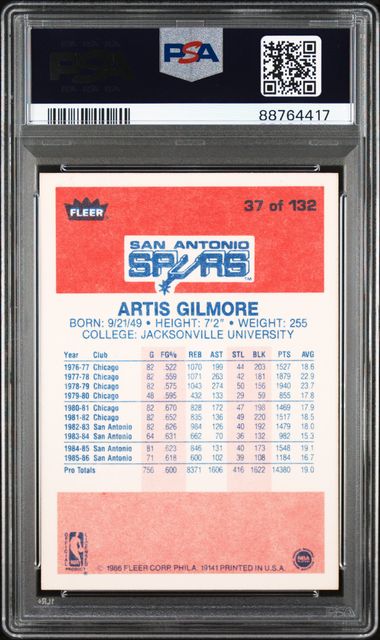 PSA
PSA
88764417
FLEER
37 of 132
SAN ANTONIO
SPURS
TM
ARTIS GILMORE
BORN: 9/21/49 • HEIGHT: 7'2" • WEIGHT: 255
COLLEGE: JACKSONVILLE UNIVERSITY
Year Club G FG% REB AST STL BLK PTS AVG
1976-77 Chicago 82 .522 1070 199 44 203 1527 18.6
1977-78 Chicago 82 .559 1071 263 42 181 1879 22.9
1978-79 Chicago 82 .575 1043 274 50 156 1940 23.7
1979-80 Chicago 48 .595 432 133 29 59 855 17.8
1980-81 Chicago 82 .670 828 172 47 198 1469 17.9
1981-82 Chicago 82 .652 835 136 49 220 1517 18.5
1982-83 San Antonio 82 .626 984 126 40 192 1479 18.0
1983-84 San Antonio 64 .631 662 70 36 132 982 15.3
1984-85 San Antonio 81 .623 846 131 40 173 1548 19.1
1985-86 San Antonio 71 .618 600 102 39 108 1184 16.7
Pro Totals 756 .600 8371 1606 416 1622 14380 19.0
OFFICIAL LICENSED
NBA
PRODUCT
© 1986 FLEER CORP. PHILA. 19141 PRINTED IN U.S.A.